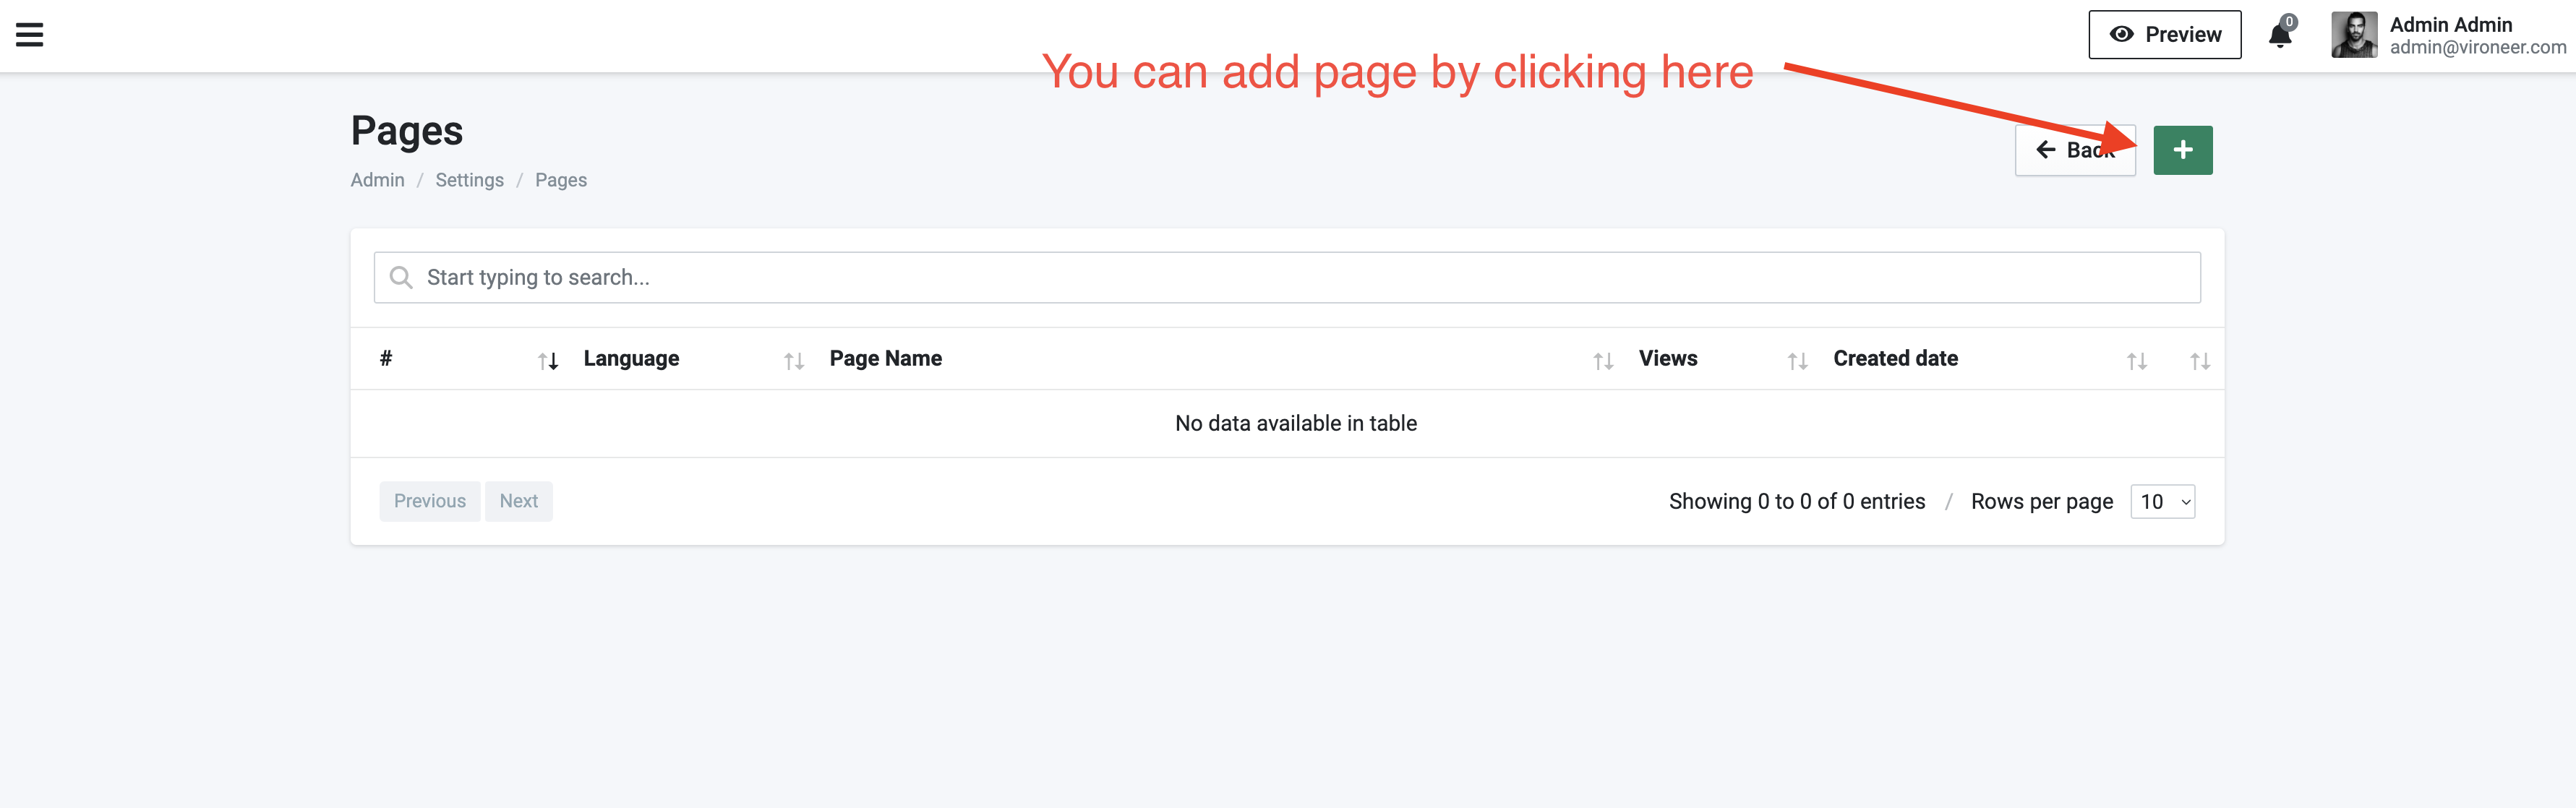 Preview
0
Admin Admin
admin@vironeer.com
You can add page by clicking here
Pages
Back
Admin / Settings / Pages
Start typing to search...
# Language Page Name Views Created date
No data available in table
Previous Next Showing 0 to 0 of 0 entries / Rows per page 10